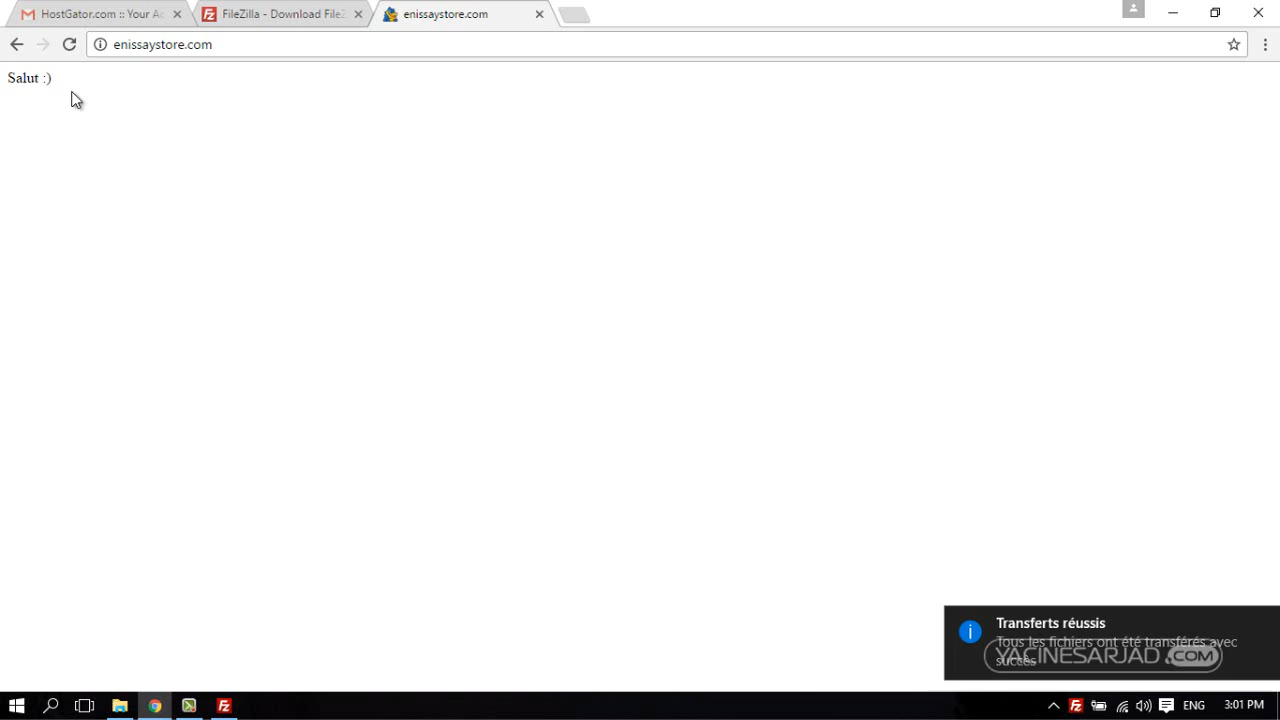 HostGator.com :: Your Ac
FileZilla - Download FileZ
enissaystore.com
enissaystore.com
Salut :)
Transferts réussis
Tous les fichiers ont été transférés avec
succès
YACINESARJAD.COM
ENG
3:01 PM